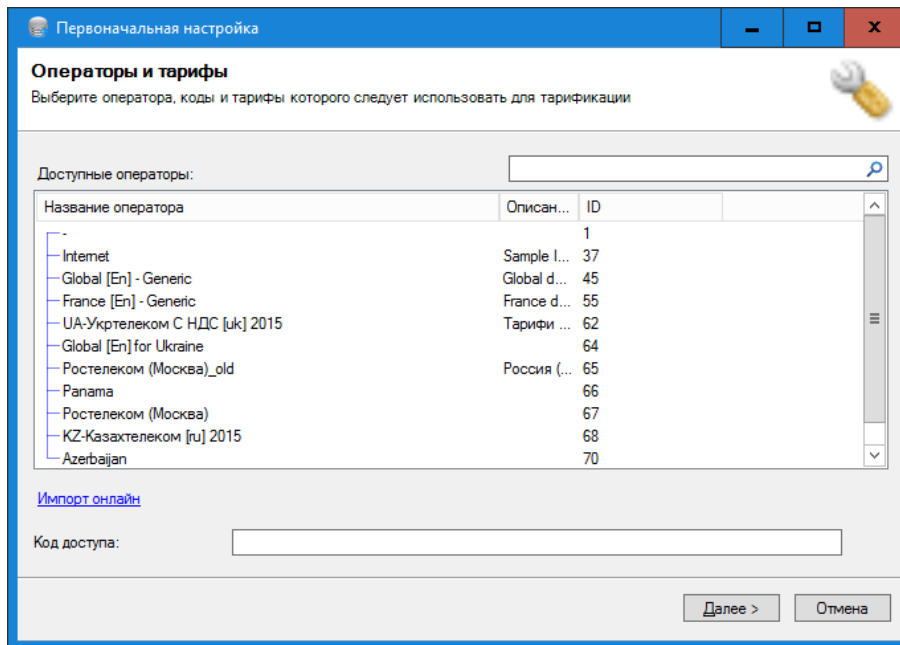 Первоначальная настройка
Операторы и тарифы
Выберите оператора, коды и тарифы которого следует использовать для тарификации
Доступные операторы:
Название оператора Описан... ID
- 1
Internet Sample I... 37
Global [En] - Generic Global d... 45
France [En] - Generic France d... 55
UA-Укртелеком С НДС [uk] 2015 Тарифи ... 62
Global [En] for Ukraine 64
Ростелеком (Москва)_old Россия (... 65
Panama 66
Ростелеком (Москва) 67
KZ-Казахтелеком [ru] 2015 68
Azerbaijan 70
Импорт онлайн
Код доступа:
Далее > Отмена